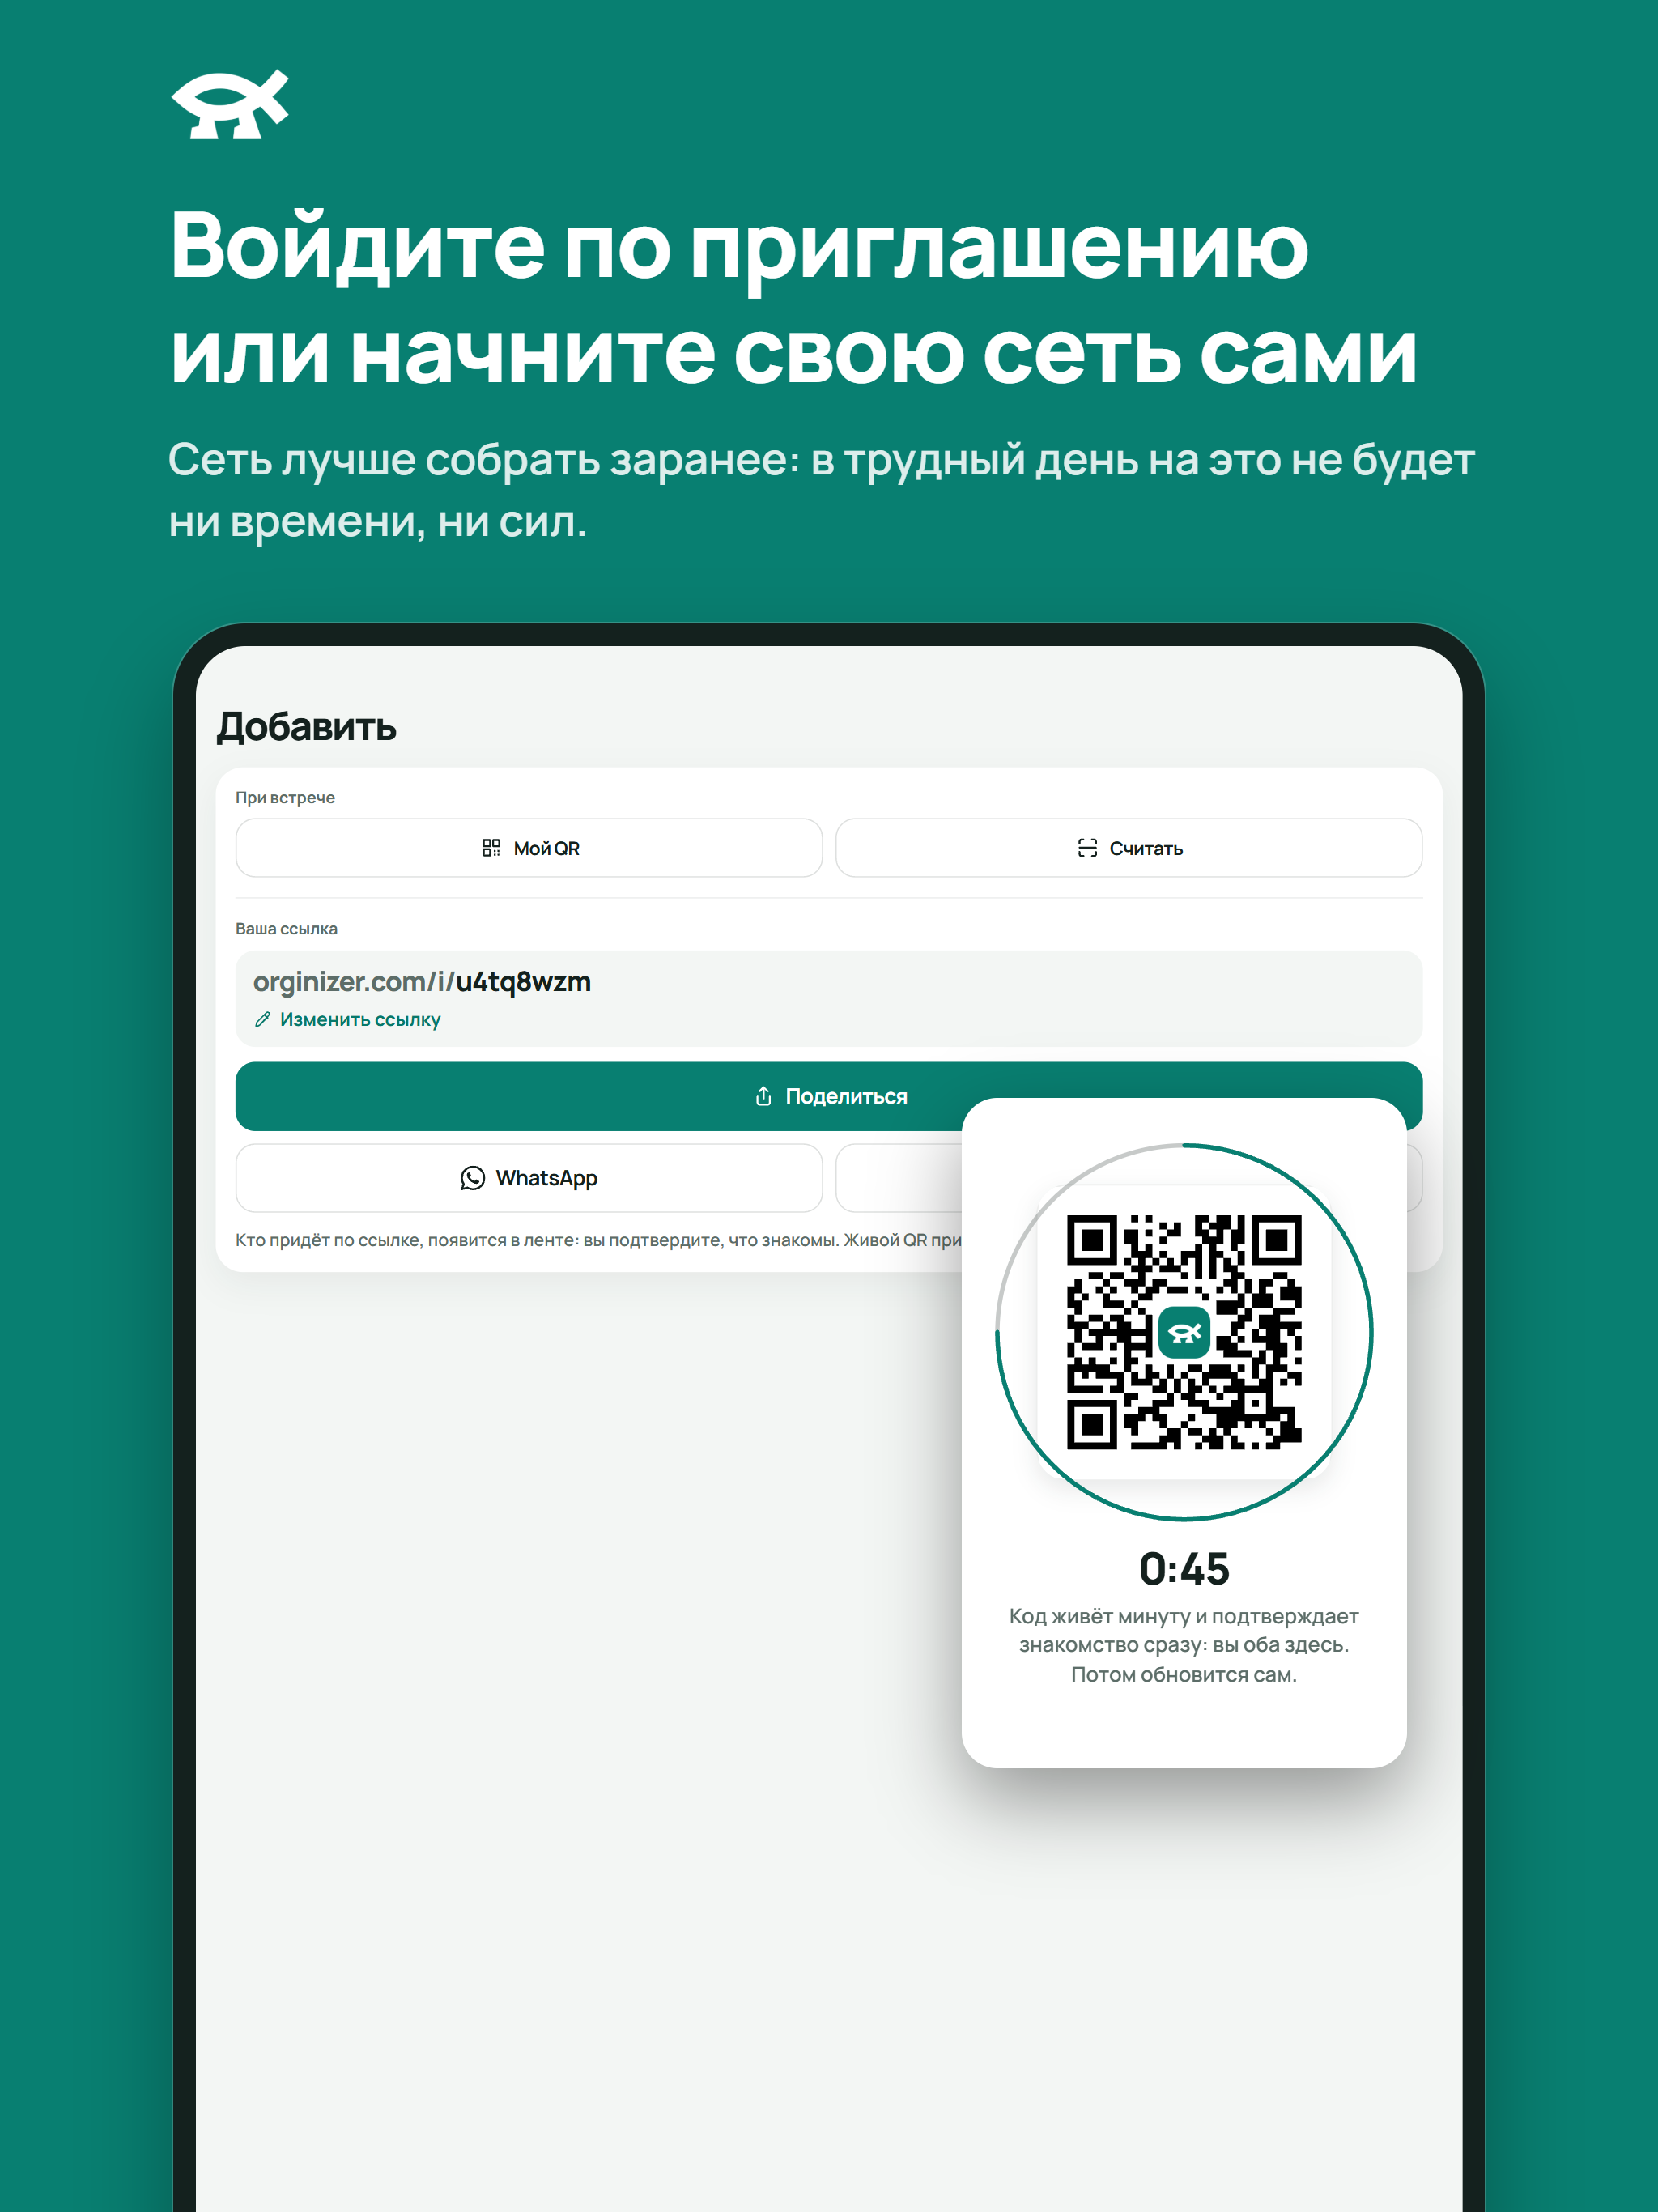 Войдите по приглашению
или начните свою сеть сами
Сеть лучше собрать заранее: в трудный день на это не будет
ни времени, ни сил.
Добавить
При встрече
Мой QR
Считать
Ваша ссылка
orginizer.com/i/u4tq8wzm
Изменить ссылку
Поделиться
WhatsApp
Кто придёт по ссылке, появится в ленте: вы подтвердите, что знакомы. Живой QR при
0:45
Код живёт минуту и подтверждает
знакомство сразу: вы оба здесь.
Потом обновится сам.